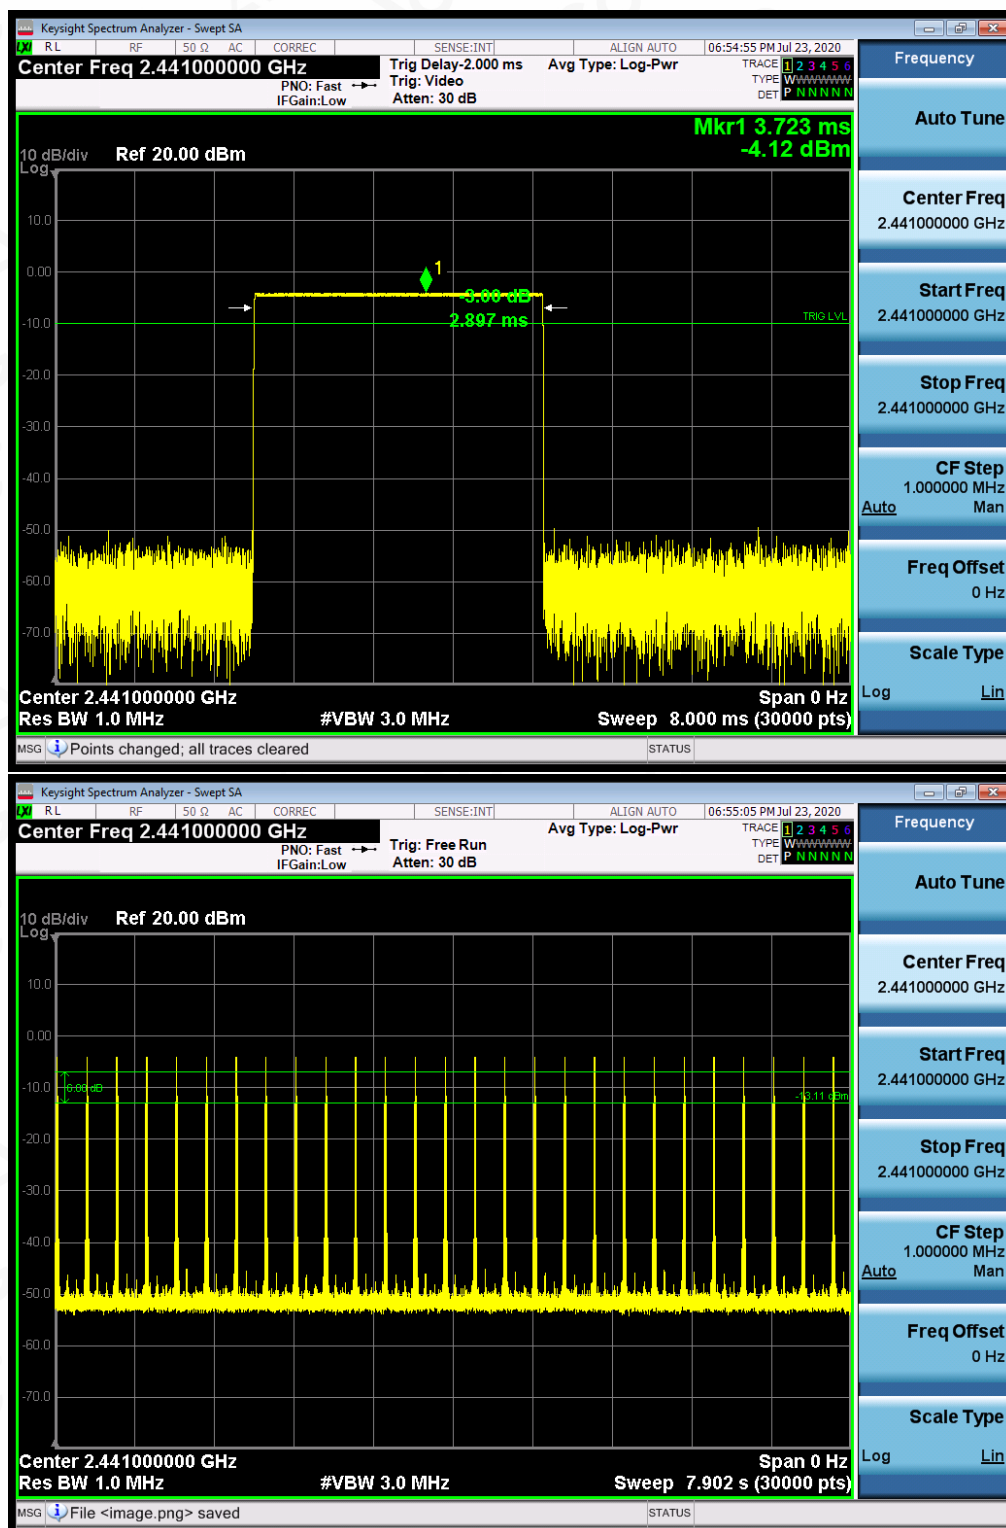 Keysight Spectrum Analyzer - Swept SA
LXI RL RF 50 Ω AC CORREC SENSE:INT ALIGN AUTO 06:54:55 PM Jul 23, 2020
Center Freq 2.441000000 GHz
PNO: Fast
IFGain:Low
Trig Delay-2.000 ms
Trig: Video
Atten: 30 dB
Avg Type: Log-Pwr
TRACE 1 2 3 4 5 6
TYPE W
DET P N N N N N
Mkr1 3.723 ms
-4.12 dBm
10 dB/div Ref 20.00 dBm
Log
10.0
0.00
-10.0
-20.0
-30.0
-40.0
-50.0
-60.0
-70.0
1
-3.00 dB
2.897 ms
TRIG LVL
Center 2.441000000 GHz Span 0 Hz
Res BW 1.0 MHz #VBW 3.0 MHz Sweep 8.000 ms (30000 pts)
MSG Points changed; all traces cleared STATUS
Frequency
Auto Tune
Center Freq
2.441000000 GHz
Start Freq
2.441000000 GHz
Stop Freq
2.441000000 GHz
CF Step
1.000000 MHz
Auto Man
Freq Offset
0 Hz
Scale Type
Log Lin
Keysight Spectrum Analyzer - Swept SA
LXI RL RF 50 Ω AC CORREC SENSE:INT ALIGN AUTO 06:55:05 PM Jul 23, 2020
Center Freq 2.441000000 GHz
PNO: Fast
IFGain:Low
Trig: Free Run
Atten: 30 dB
Avg Type: Log-Pwr
TRACE 1 2 3 4 5 6
TYPE W
DET P N N N N N
10 dB/div Ref 20.00 dBm
Log
10.0
0.00
-10.0
-20.0
-30.0
-40.0
-50.0
-60.0
-70.0
6.00 dB
-13.11 dBm
Center 2.441000000 GHz Span 0 Hz
Res BW 1.0 MHz #VBW 3.0 MHz Sweep 7.902 s (30000 pts)
MSG File <image.png> saved STATUS
Frequency
Auto Tune
Center Freq
2.441000000 GHz
Start Freq
2.441000000 GHz
Stop Freq
2.441000000 GHz
CF Step
1.000000 MHz
Auto Man
Freq Offset
0 Hz
Scale Type
Log Lin